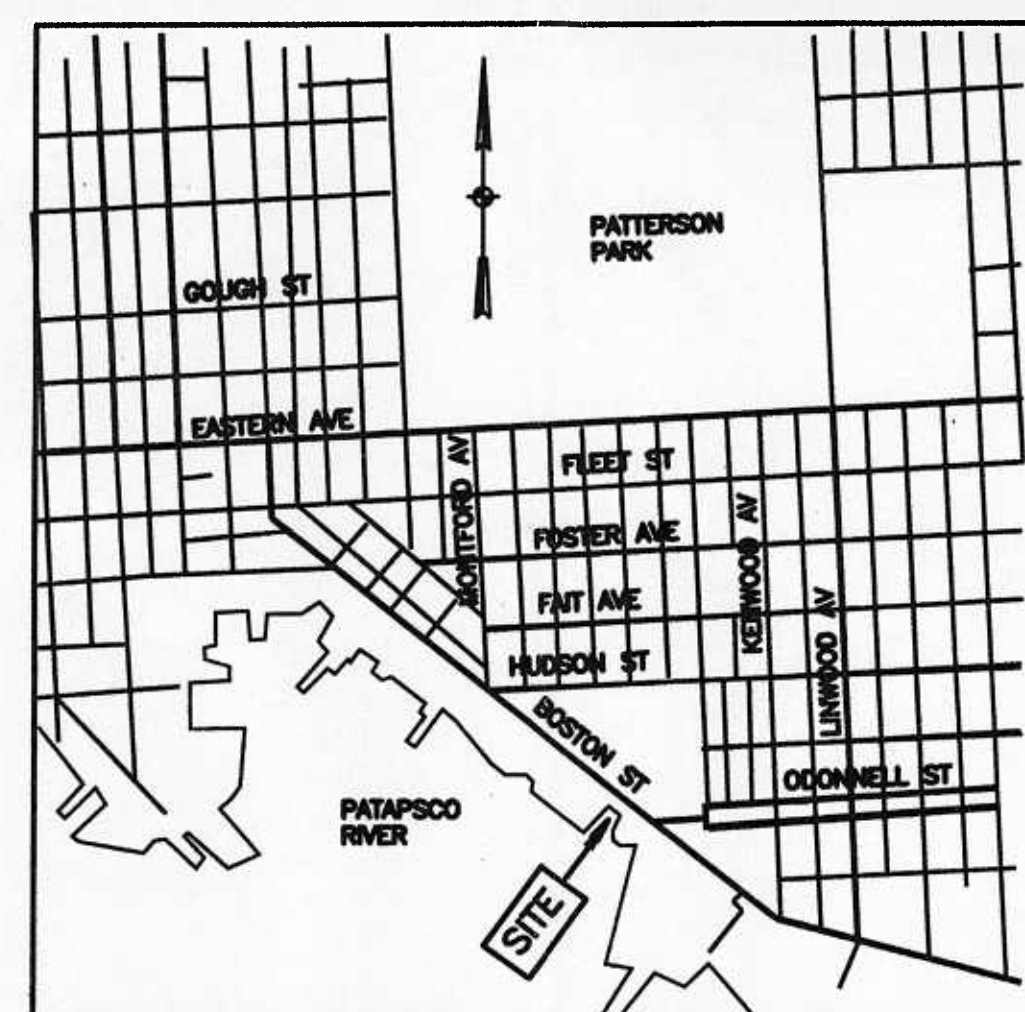 PATTERSON
PARK
GOUGH ST
EASTERN AVE
MONTFORD AV
FLEET ST
FOSTER AVE
KENWOOD AV
FAIT AVE
LINWOOD AV
HUDSON ST
BOSTON ST
ODONNELL ST
PATAPSCO
RIVER
SITE